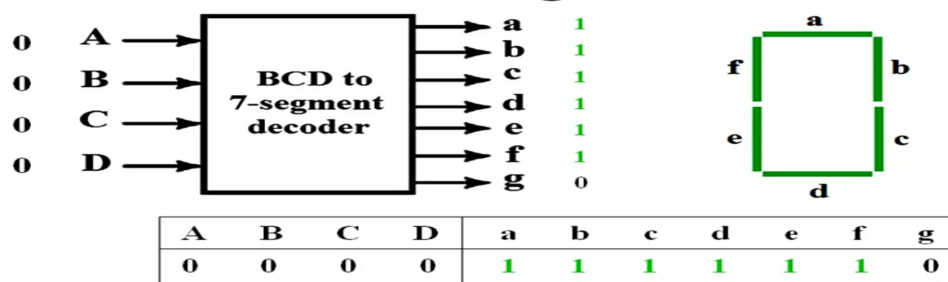 0 A
0 B
0 C
0 D
BCD to
7-segment
decoder
a 1
b 1
c 1
d 1
e 1
f 1
g 0
a
f b
e c
d
A B C D a b c d e f g
0 0 0 0 1 1 1 1 1 1 0